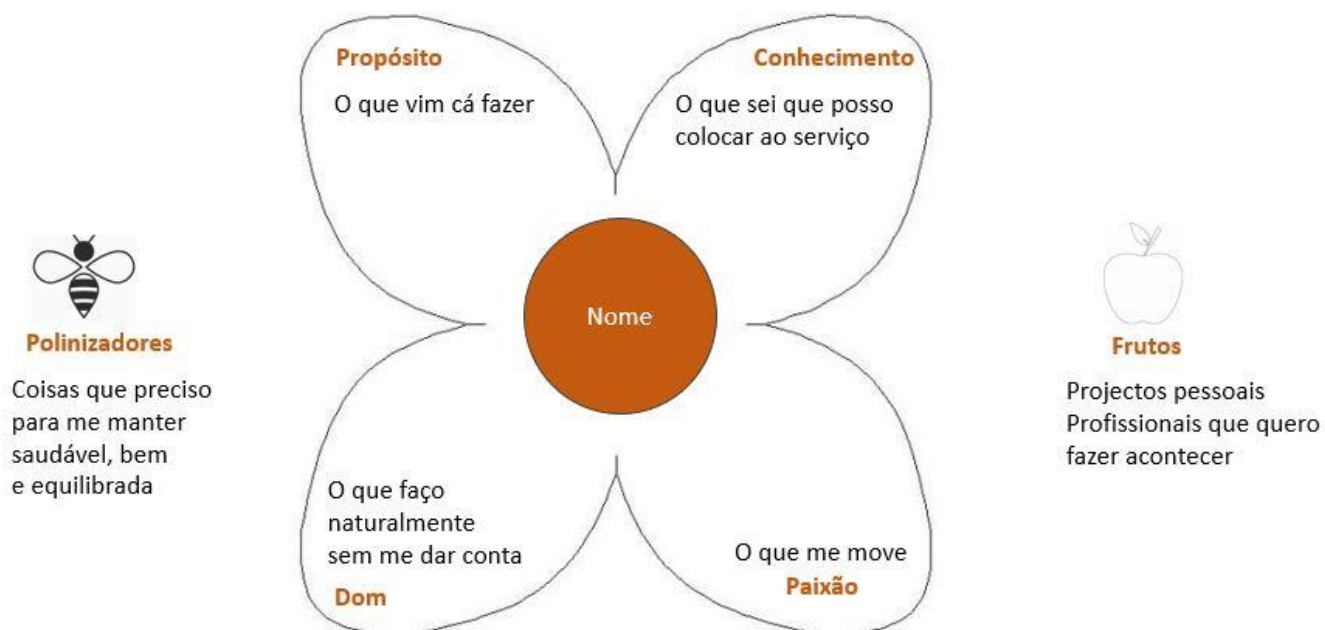 Propósito
O que vim cá fazer
Conhecimento
O que sei que posso
colocar ao serviço
Nome
Polinizadores
Coisas que preciso
para me manter
saudável, bem
e equilibrada
Frutos
Projectos pessoais
Profissionais que quero
fazer acontecer
O que faço
naturalmente
sem me dar conta
Dom
O que me move
Paixão